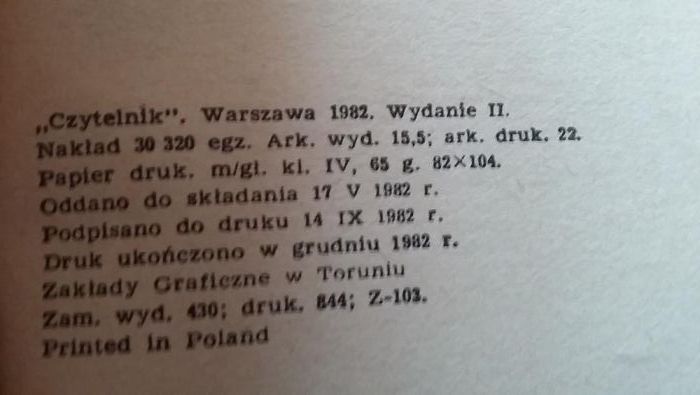 „Czytelnik". Warszawa 1982. Wydanie II.
Nakład 30 320 egz. Ark. wyd. 15,5; ark. druk. 22.
Papier druk. m/gł. kl. IV, 65 g. 82×104.
Oddano do składania 17 V 1982 r.
Podpisano do druku 14 IX 1982 r.
Druk ukończono w grudniu 1982 r.
Zakłady Graficzne w Toruniu
Zam. wyd. 430; druk. 844; Z-103.
Printed in Poland